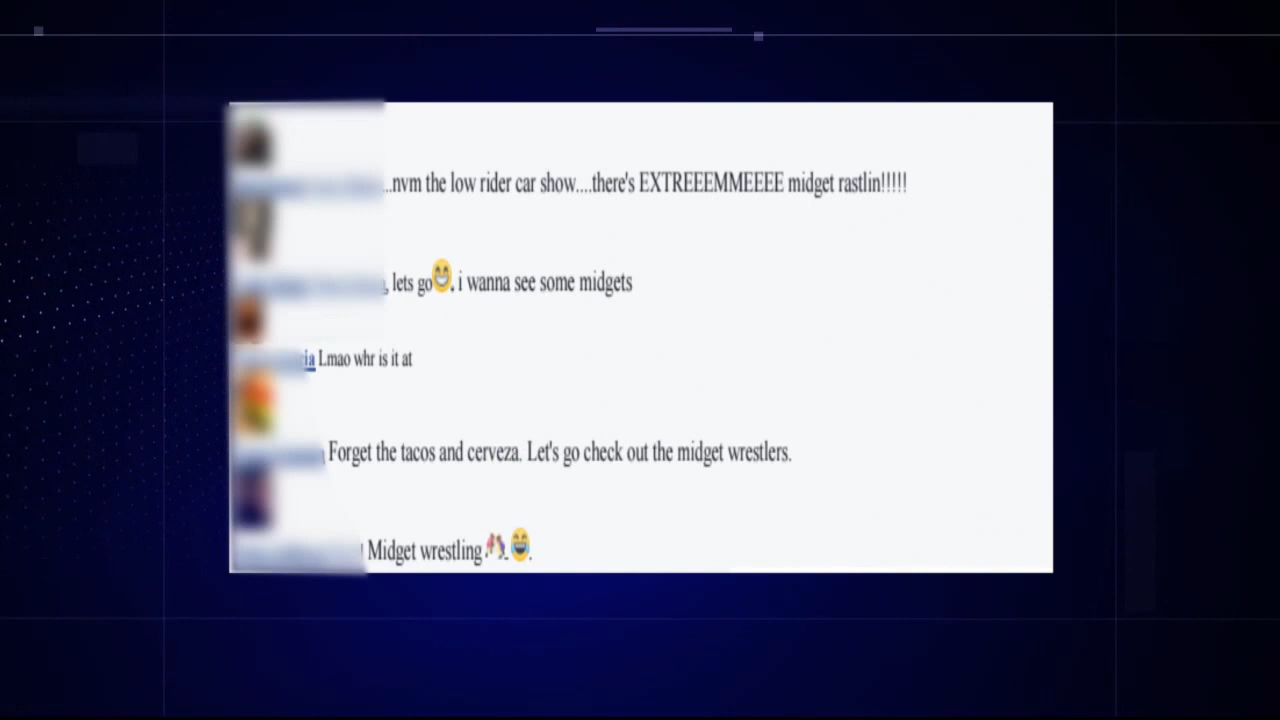 ...nvm the low rider car show....there's EXTREEEMMEEEE midget rastlin!!!!!
, lets go😁. i wanna see some midgets
ia Lmao whr is it at
Forget the tacos and cerveza. Let's go check out the midget wrestlers.
! Midget wrestling🤼😂.